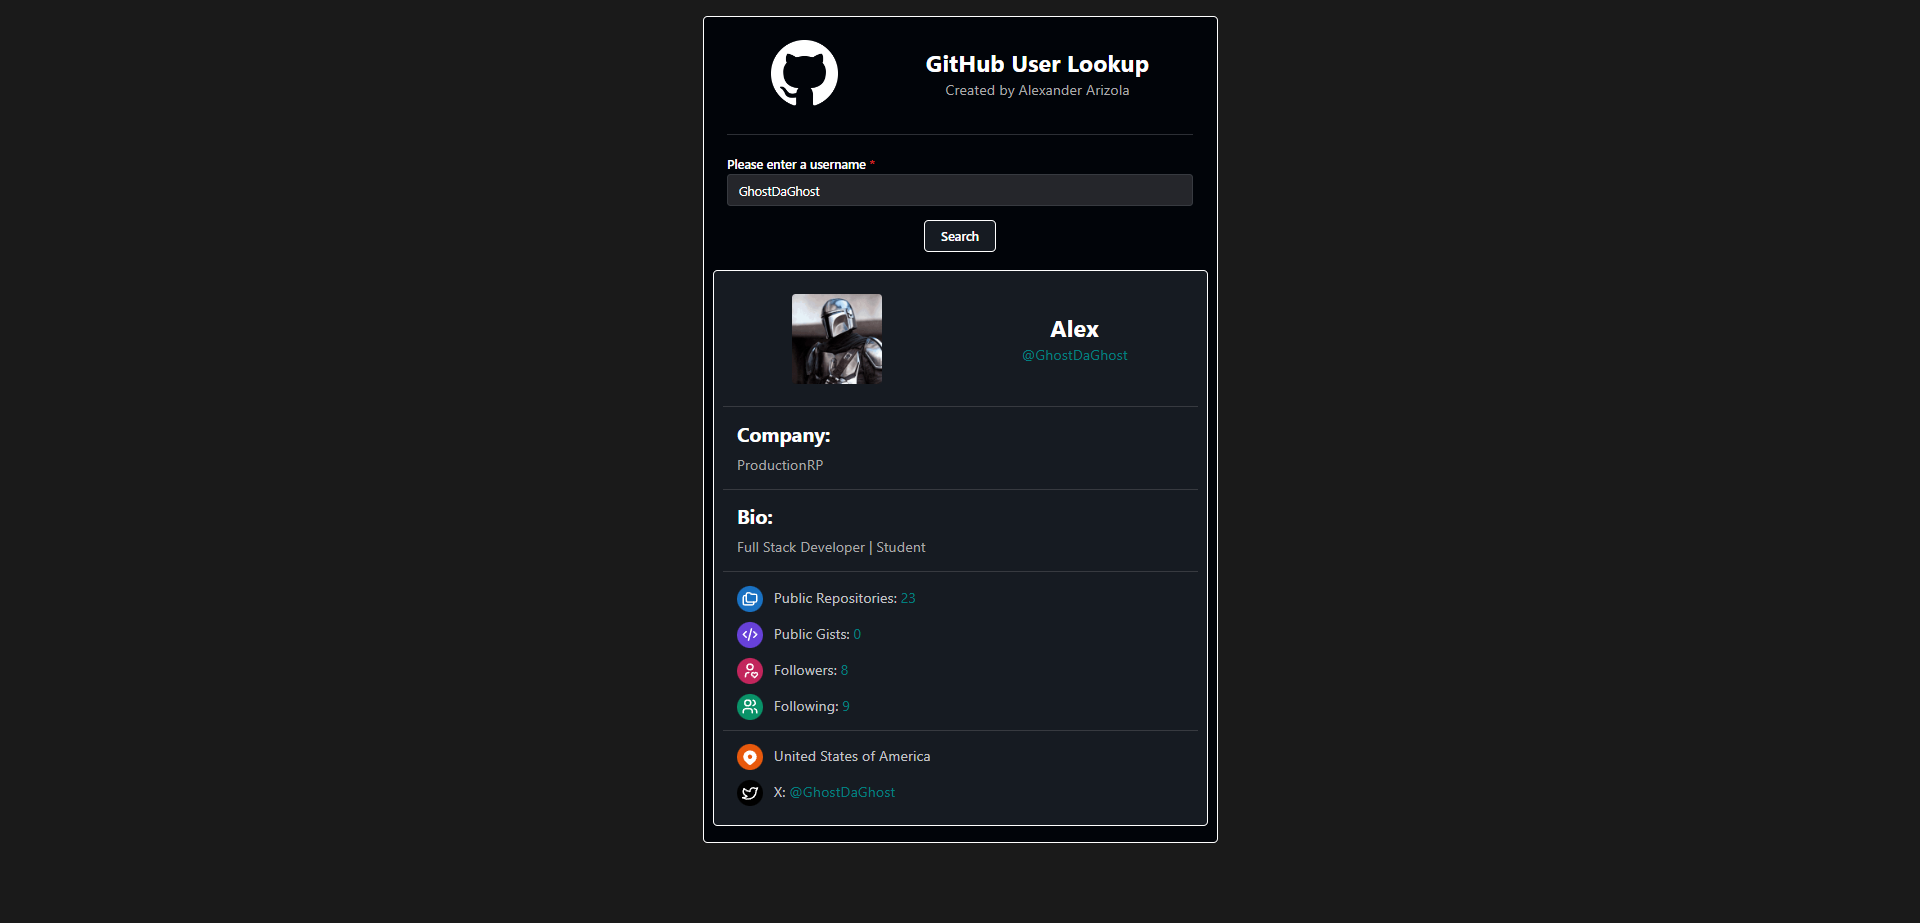 GitHub User Lookup
Created by Alexander Arizola
Please enter a username *
GhostDaGhost
Search
Alex
@GhostDaGhost
Company:
ProductionRP
Bio:
Full Stack Developer | Student
Public Repositories: 23
Public Gists: 0
Followers: 8
Following: 9
United States of America
X: @GhostDaGhost